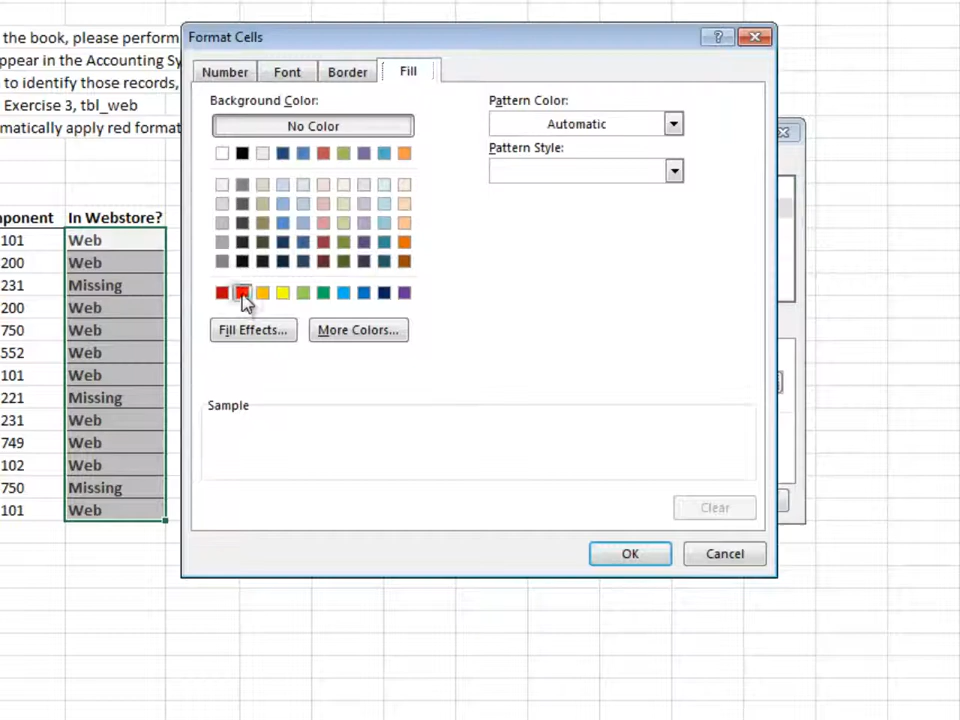 the book, please perform
appear in the Accounting Sy
to identify those records,
Exercise 3, tbl_web
matically apply red format
Format Cells
?
Number Font Border Fill
Background Color:
No Color
Pattern Color:
Automatic
Pattern Style:
Fill Effects... More Colors...
Sample
Clear
OK Cancel
nponent In Webstore?
101 Web
200 Web
231 Missing
200 Web
750 Web
552 Web
101 Web
221 Missing
231 Web
749 Web
102 Web
750 Missing
101 Web